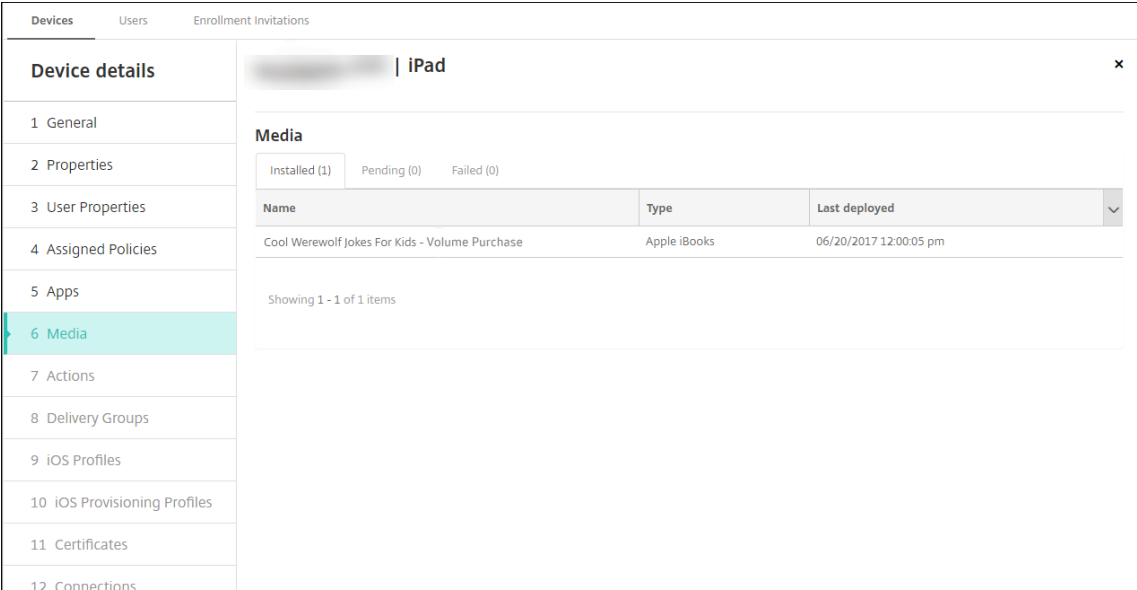 Devices Users Enrollment Invitations
Device details
| iPad
×
1 General
2 Properties
3 User Properties
4 Assigned Policies
5 Apps
6 Media
7 Actions
8 Delivery Groups
9 iOS Profiles
10 iOS Provisioning Profiles
11 Certificates
12 Connections
Media
Installed (1) Pending (0) Failed (0)
Name Type Last deployed
Cool Werewolf Jokes For Kids - Volume Purchase Apple iBooks 06/20/2017 12:00:05 pm
Showing 1 - 1 of 1 items